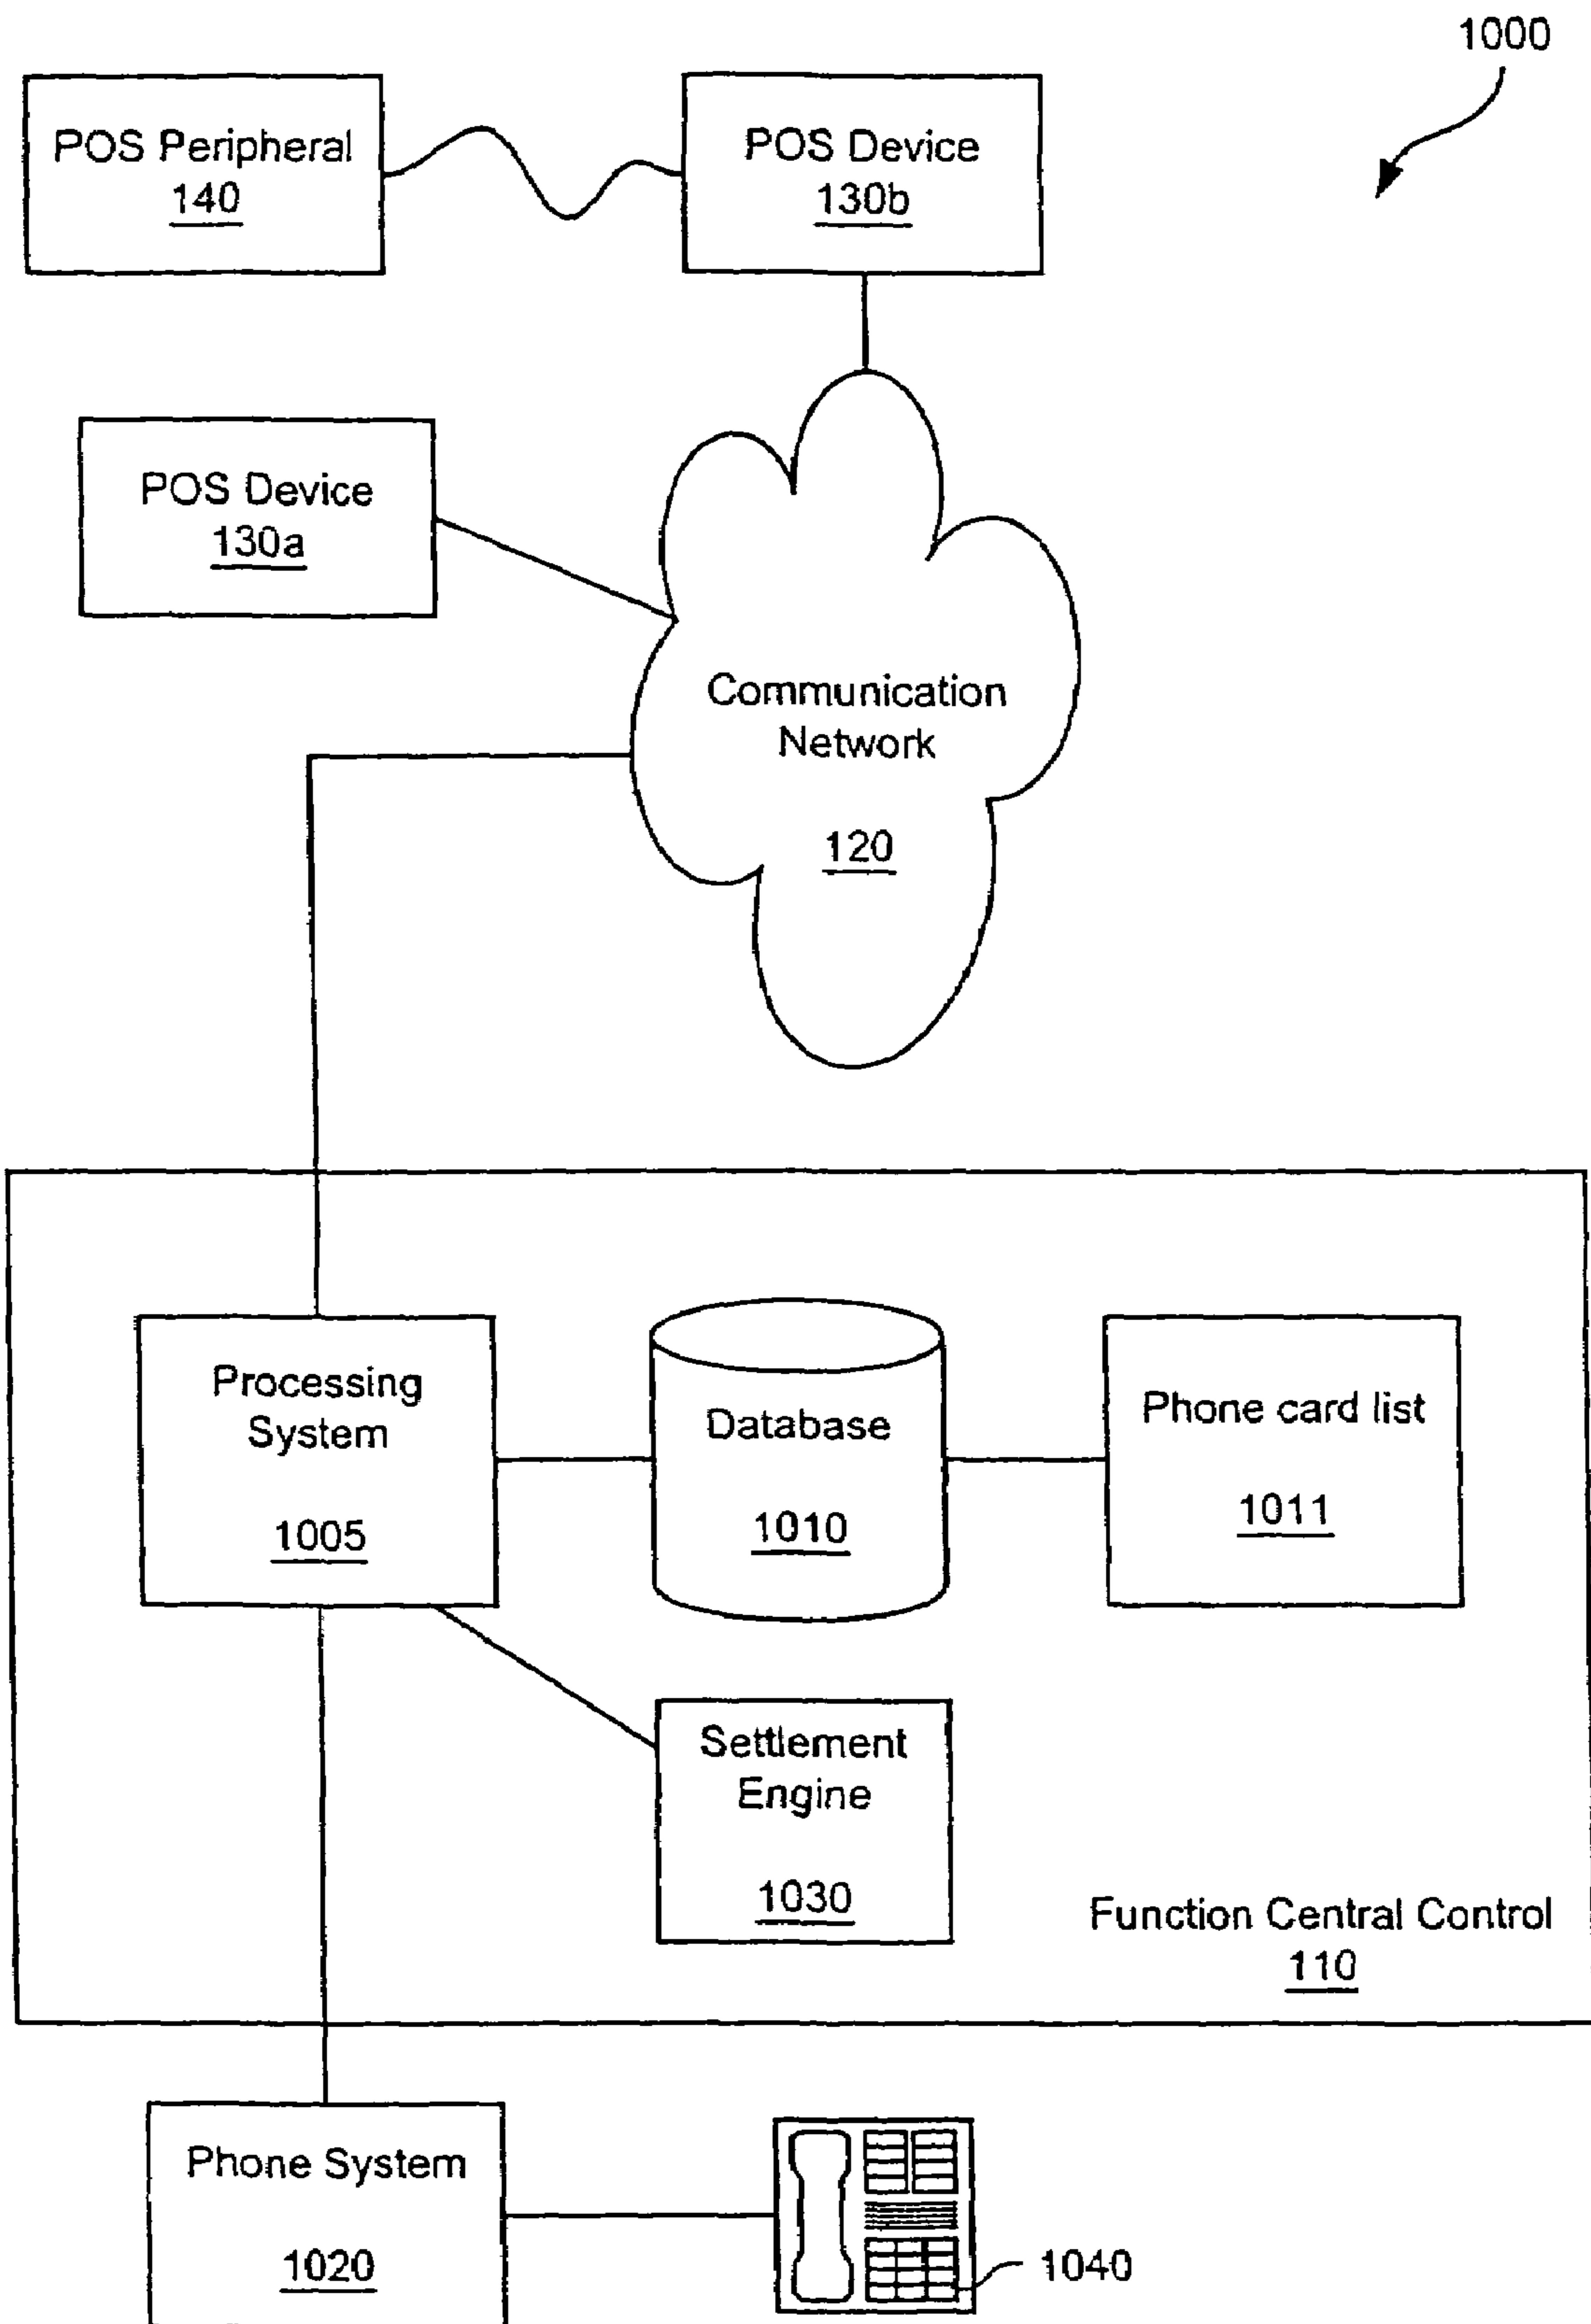 1000
POS Peripheral
140
POS Device
130b
POS Device
130a
Communication
Network
120
Processing
System
1005
Database
1010
Phone card list
1011
Settlement
Engine
1030
Function Central Control
110
Phone System
1020
1040